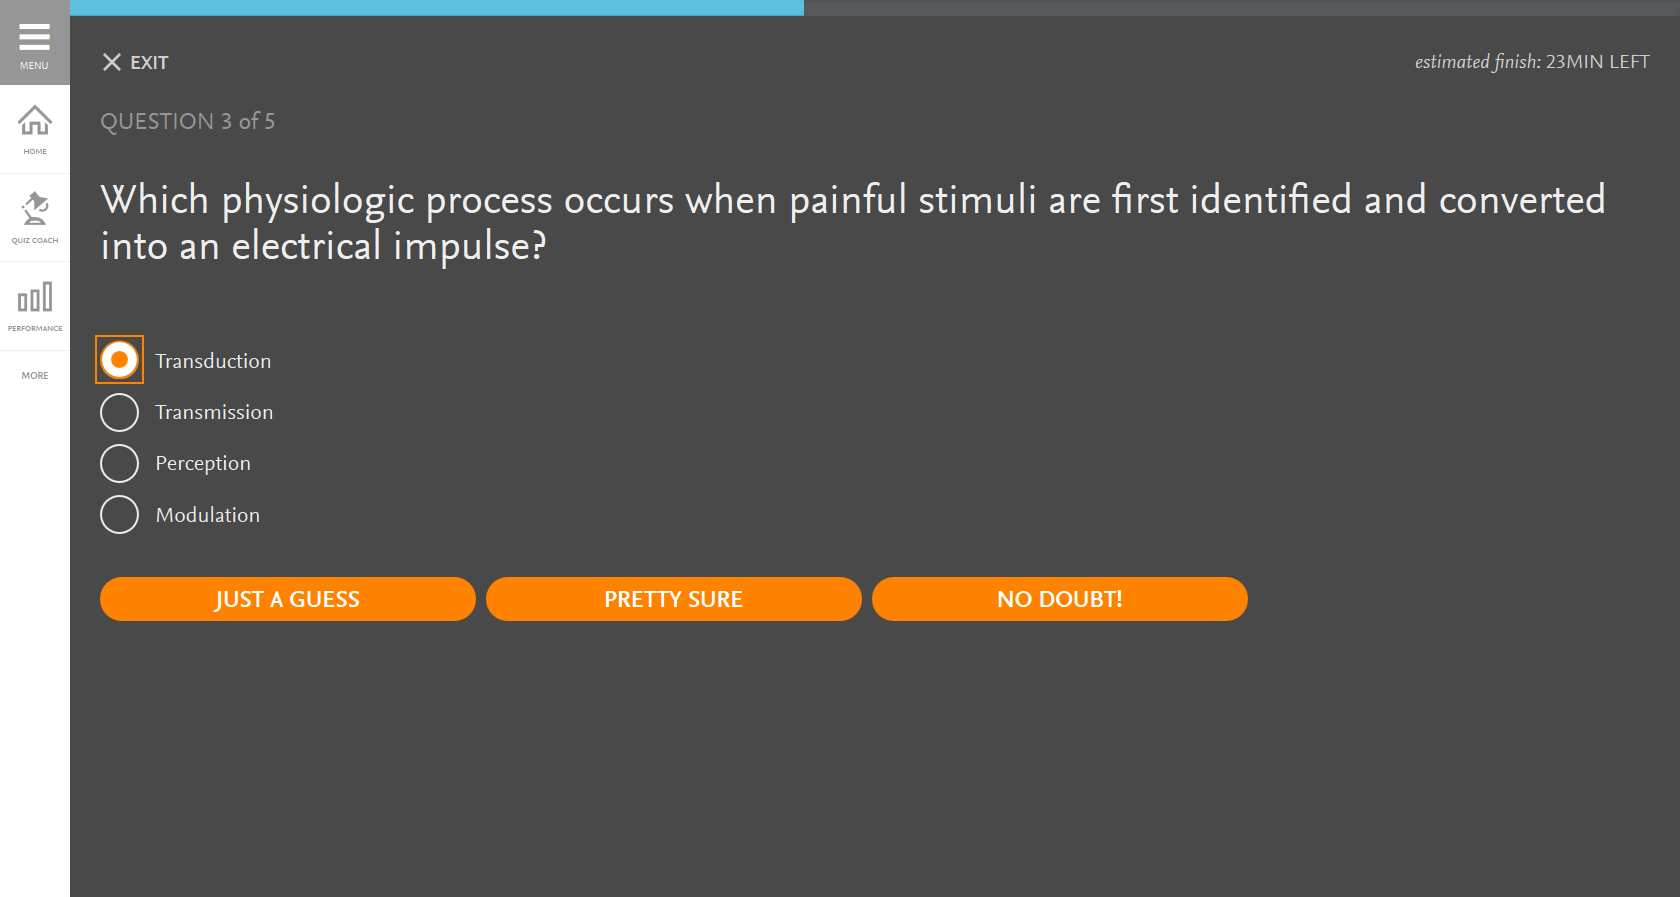 MENU
HOME
QUIZ COACH
PERFORMANCE
MORE
EXIT
estimated finish: 23MIN LEFT
QUESTION 3 of 5
Which physiologic process occurs when painful stimuli are first identified and converted
into an electrical impulse?
Transduction
Transmission
Perception
Modulation
JUST A GUESS
PRETTY SURE
NO DOUBT!